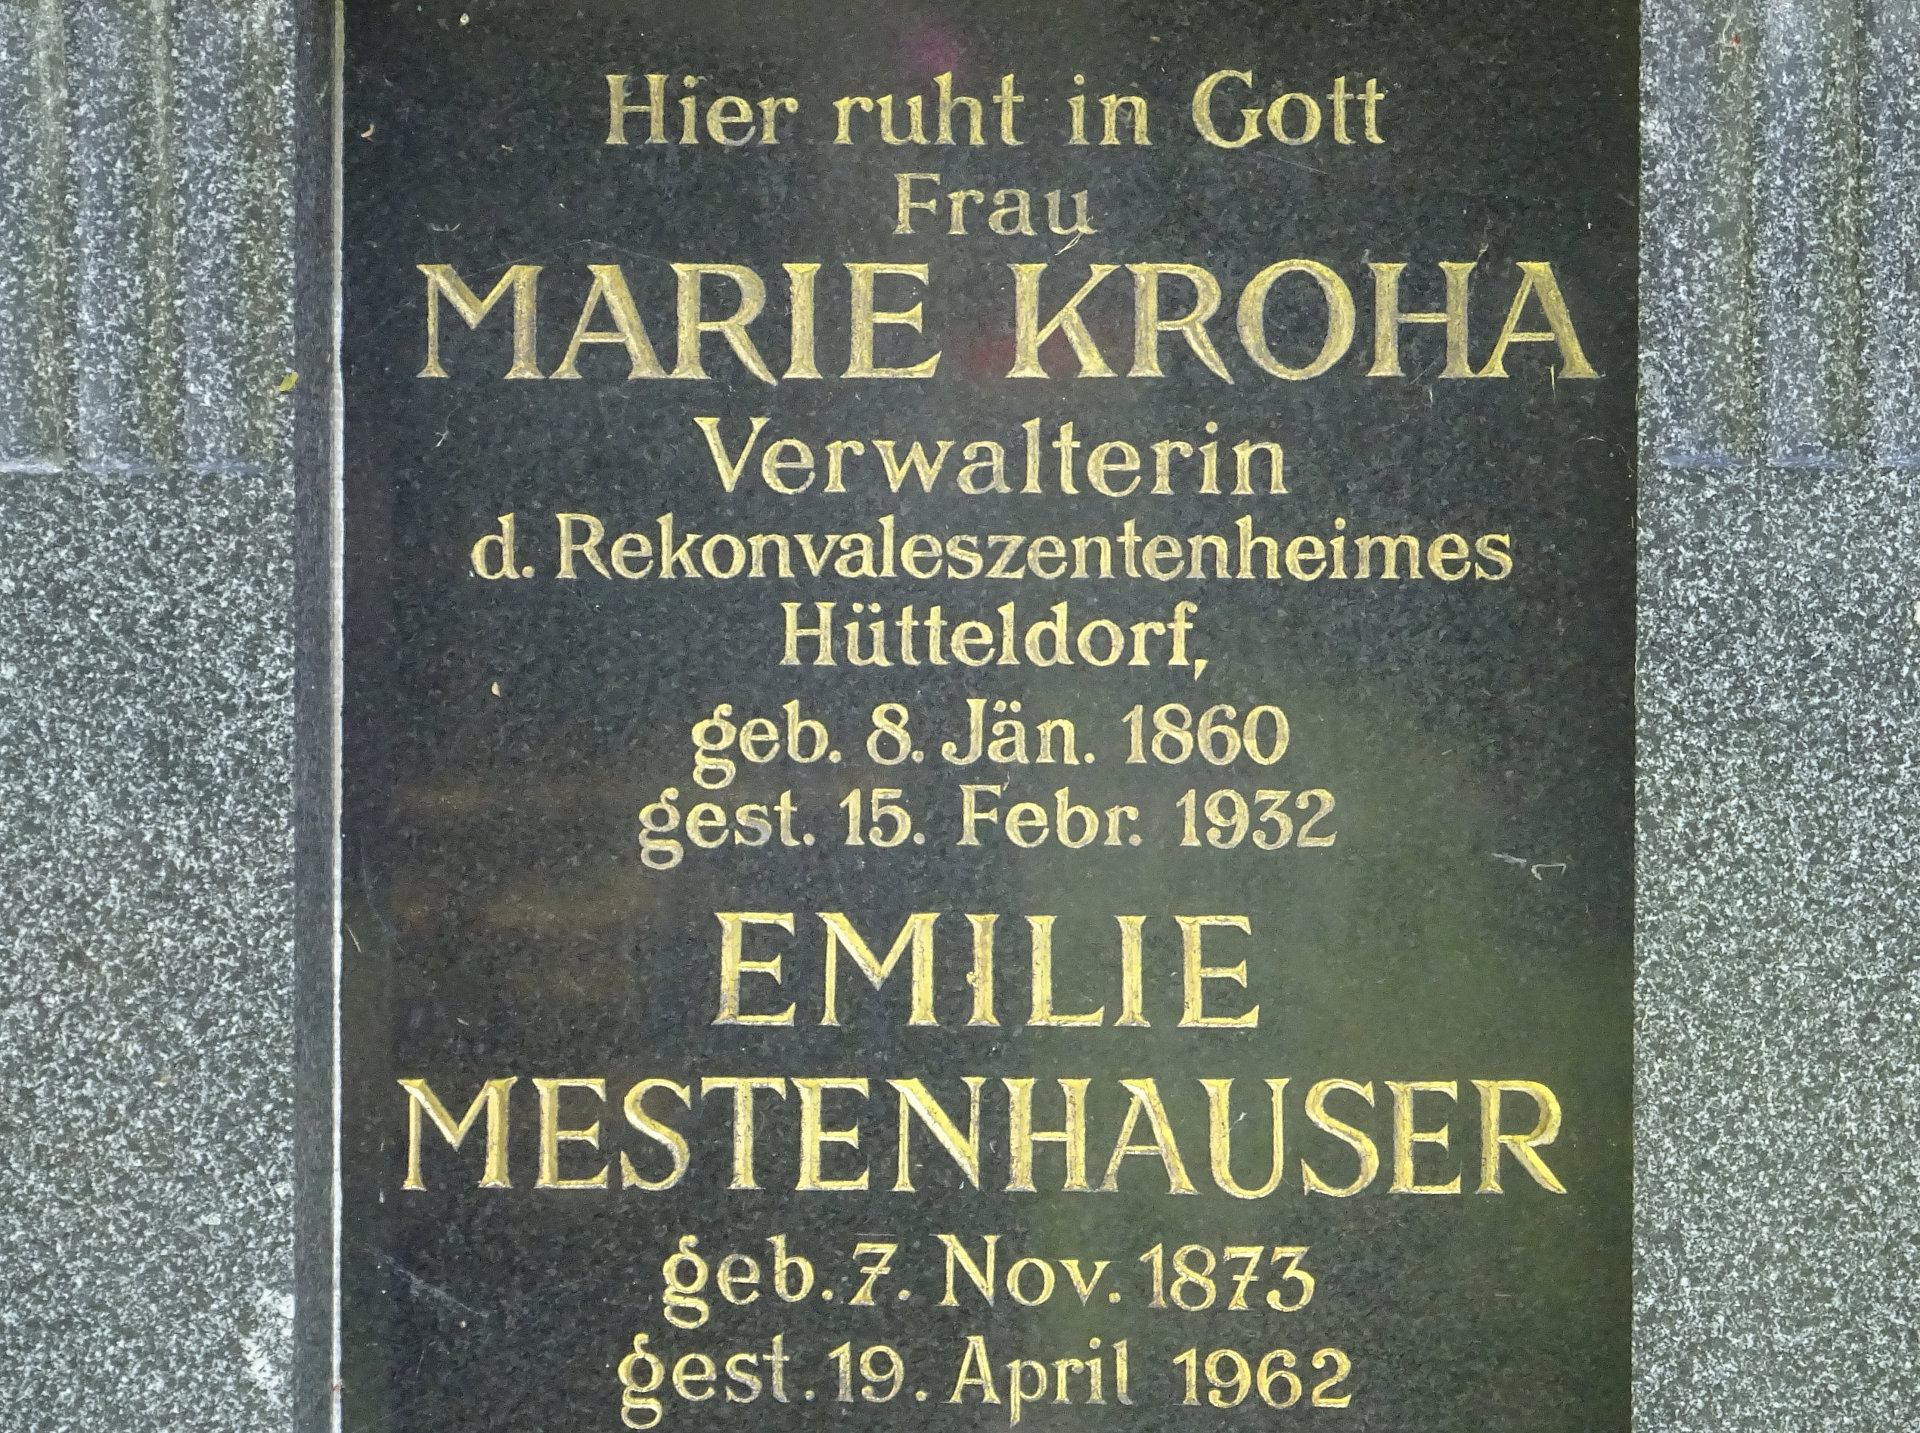 Hier ruht in Gott
Frau
MARIE KROHA
Verwalterin
d. Rekonvaleszentenheimes
Hütteldorf,
geb. 8. Jän. 1860
gest. 15. Febr. 1932
EMILIE
MESTENHAUSER
geb. 7. Nov. 1873
gest. 19. April 1962